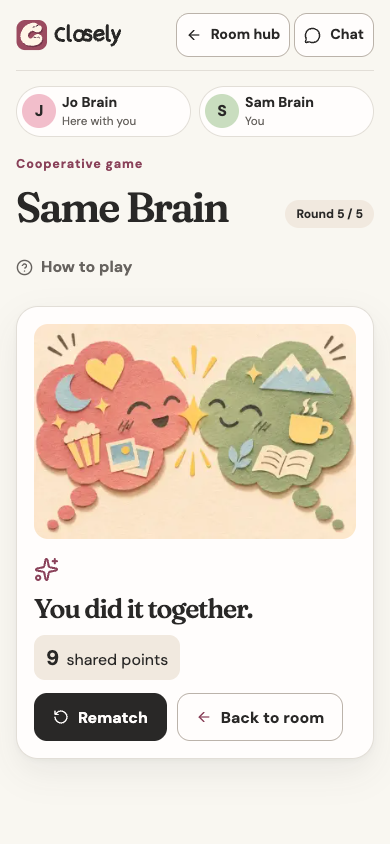 Closely
Room hub
Chat
J
Jo Brain
Here with you
S
Sam Brain
You
Cooperative game
Same Brain
Round 5 / 5
How to play
You did it together.
9 shared points
Rematch
Back to room